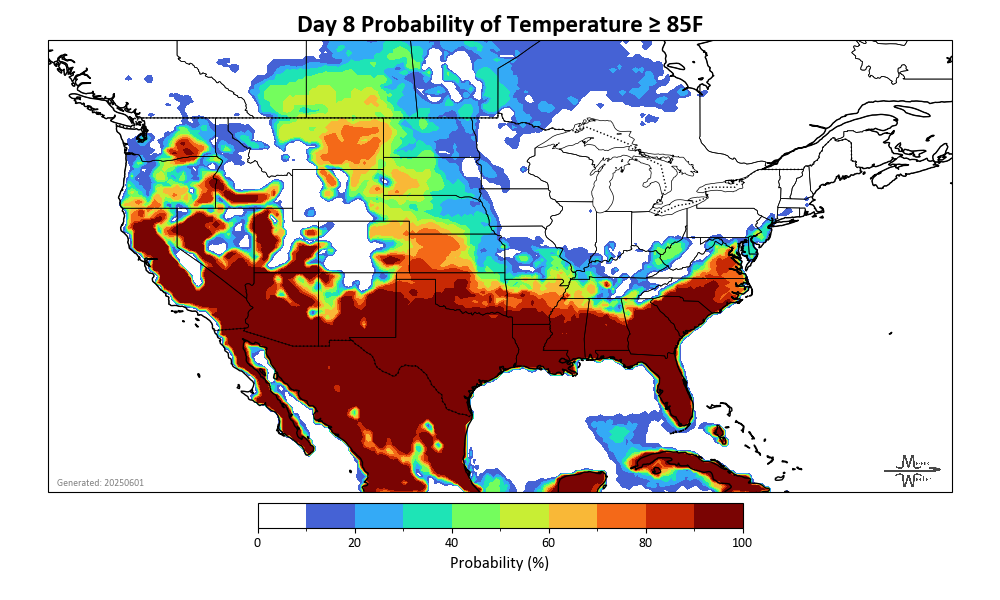 Day 8 Probability of Temperature ≥ 85F
Generated: 20250601
0 20 40 60 80 100
Probability (%)